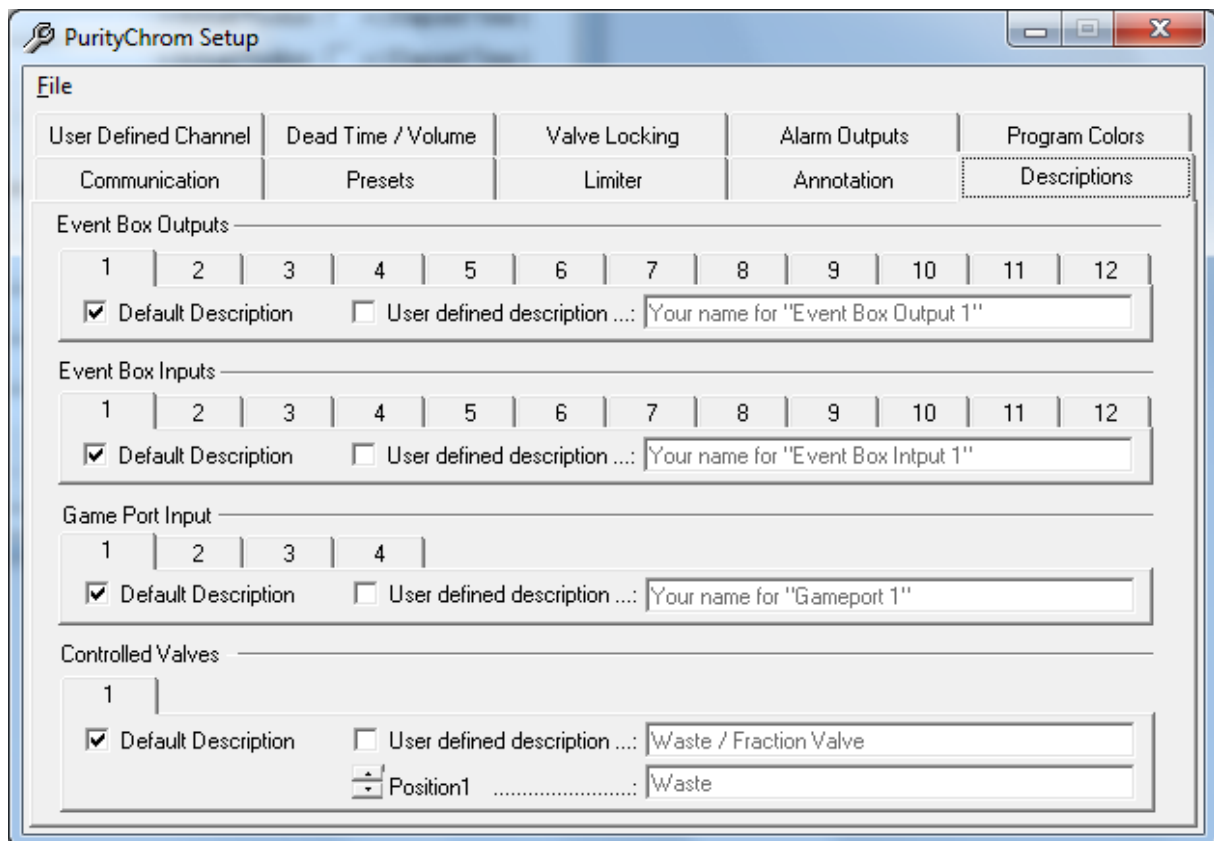 PurityChrom Setup
File
User Defined Channel Dead Time / Volume Valve Locking Alarm Outputs Program Colors
Communication Presets Limiter Annotation Descriptions
Event Box Outputs
1 2 3 4 5 6 7 8 9 10 11 12
Default Description User defined description ...: Your name for "Event Box Output 1"
Event Box Inputs
1 2 3 4 5 6 7 8 9 10 11 12
Default Description User defined description ...: Your name for "Event Box Intput 1"
Game Port Input
1 2 3 4
Default Description User defined description ...: Your name for "Gameport 1"
Controlled Valves
1
Default Description User defined description ...: Waste / Fraction Valve
Position1 ........................: Waste